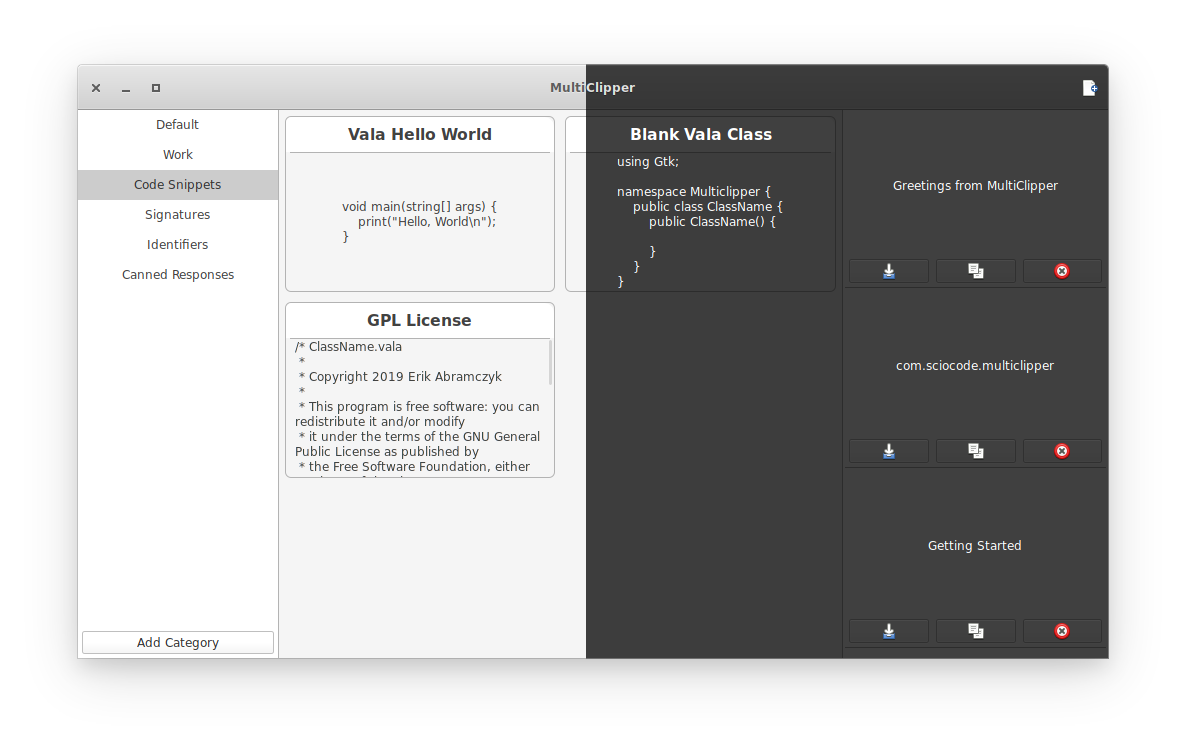 MultiClipper
Default
Work
Code Snippets
Signatures
Identifiers
Canned Responses
Add Category
Vala Hello World
void main(string[] args) {
    print("Hello, World\n");
}
Blank Vala Class
using Gtk;
namespace Multiclipper {
    public class ClassName {
        public ClassName() {
        }
    }
}
GPL License
/* ClassName.vala
 *
 * Copyright 2019 Erik Abramczyk
 *
 * This program is free software: you can
redistribute it and/or modify
 * it under the terms of the GNU General
Public License as published by
 * the Free Software Foundation, either
Greetings from MultiClipper
com.sciocode.multiclipper
Getting Started